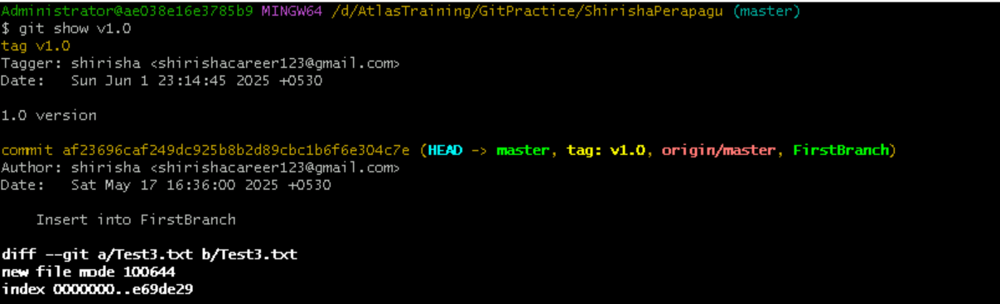 Administrator@ae038e16e3785b9 MINGW64 /d/AtlasTraining/GitPractice/ShirishaPerapagu (master)
$ git show v1.0
tag v1.0
Tagger: shirisha <shirishacareer123@gmail.com>
Date:   Sun Jun 1 23:14:45 2025 +0530
1.0 version
commit af23696caf249dc925b8b2d89cbc1b6f6e304c7e (HEAD -> master, tag: v1.0, origin/master, FirstBranch)
Author: shirisha <shirishacareer123@gmail.com>
Date:   Sat May 17 16:36:00 2025 +0530
    Insert into FirstBranch
diff --git a/Test3.txt b/Test3.txt
new file mode 100644
index 0000000..e69de29